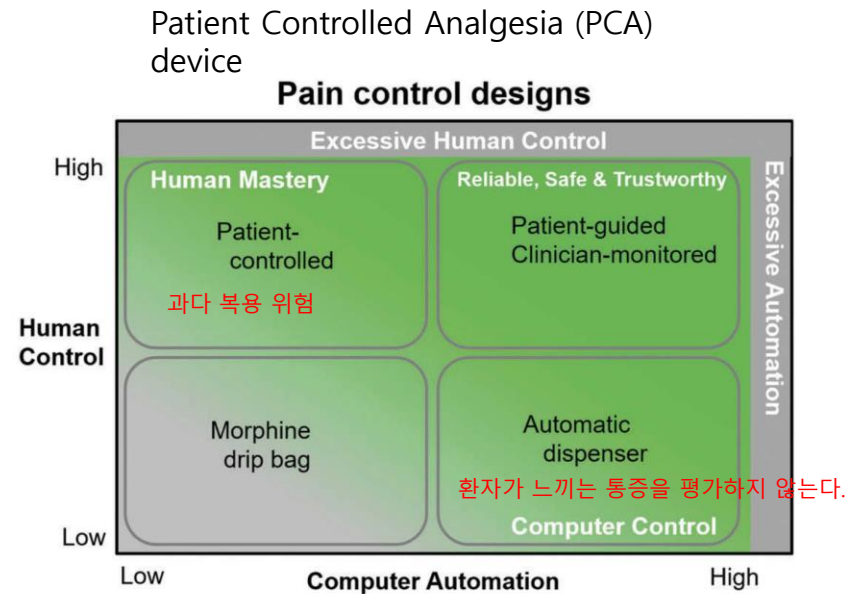 Patient Controlled Analgesia (PCA)
device
Pain control designs
Excessive Human Control
High
Human Mastery
Reliable, Safe & Trustworthy
Patient-
controlled
Patient-guided
Clinician-monitored
Excessive Automation
과다 복용 위험
Human
Control
Morphine
drip bag
Automatic
dispenser
환자가 느끼는 통증을 평가하지 않는다.
Computer Control
Low
Low
Computer Automation
High